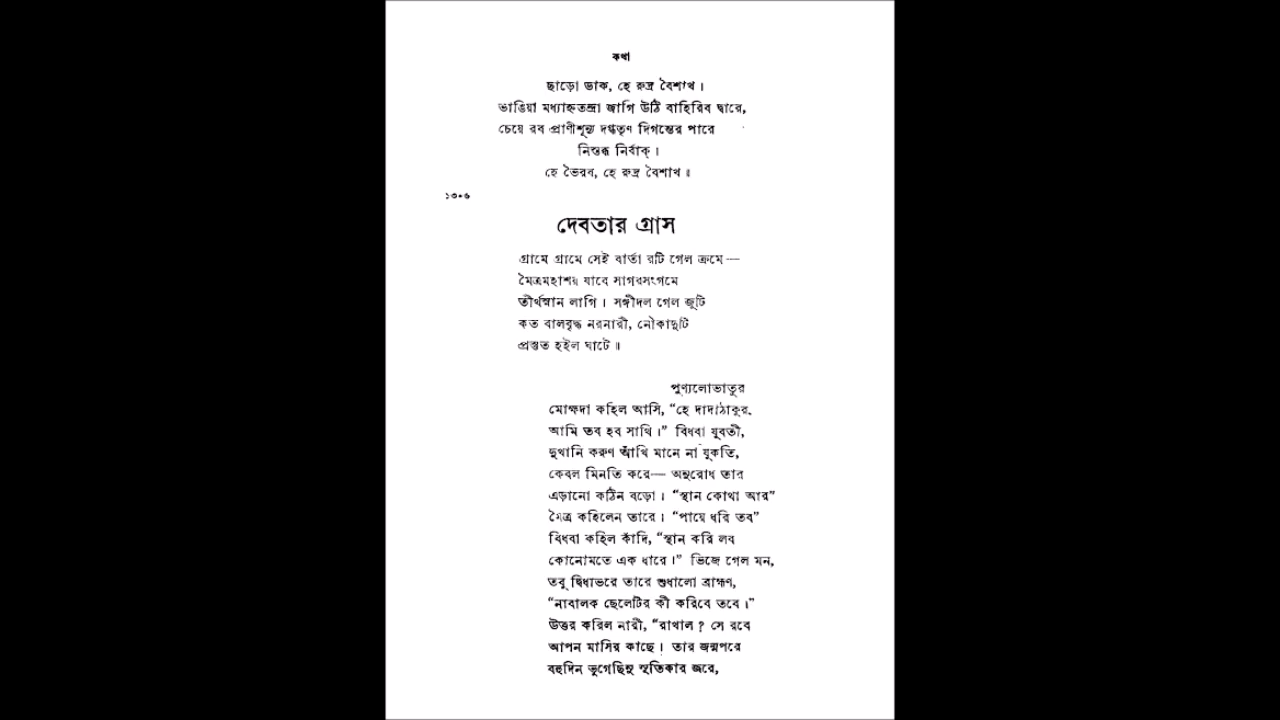 কথা
ছাড়ো ডাক, হে রুদ্র বৈশাখ।
ভাঙিয়া মধ্যাহ্নতন্দ্রা জাগি উঠি বাহিরিব দ্বারে,
চেয়ে রব প্রাণীশূন্য দগ্ধতৃণ দিগন্তের পারে
নিস্তব্ধ নির্বাক্‌।
হে ভৈরব, হে রুদ্র বৈশাখ॥
১৩০৬
দেবতার গ্রাস
গ্রামে গ্রামে সেই বার্তা রটি গেল ক্রমে—
মৈত্রমহাশয় যাবে সাগরসংগমে
তীর্থস্নান লাগি। সঙ্গীদল গেল জুটি
কত বালবৃদ্ধ নরনারী, নৌকাদুটি
প্রস্তুত হইল ঘাটে॥
পুণ্যলোভাতুর
মোক্ষদা কহিল আসি, “হে দাদাঠাকুর,
আমি তব হব সাথি।” বিধবা যুবতী,
দুখানি করুণ আঁখি মানে না যুকতি,
কেবল মিনতি করে— অনুরোধ তার
এড়ানো কঠিন বড়ো। “স্থান কোথা আর”
মৈত্র কহিলেন তারে। “পায়ে ধরি তব”
বিধবা কহিল কাঁদি, “স্থান করি লব
কোনোমতে এক ধারে।” ভিজে গেল মন,
তবু দ্বিধাভরে তারে শুধালো ব্রাহ্মণ,
“নাবালক ছেলেটির কী করিবে তবে।”
উত্তর করিল নারী, “রাখাল? সে রবে
আপন মাসির কাছে। তার জন্মপরে
বহুদিন ভুগেছিনু সূতিকার জ্বরে,